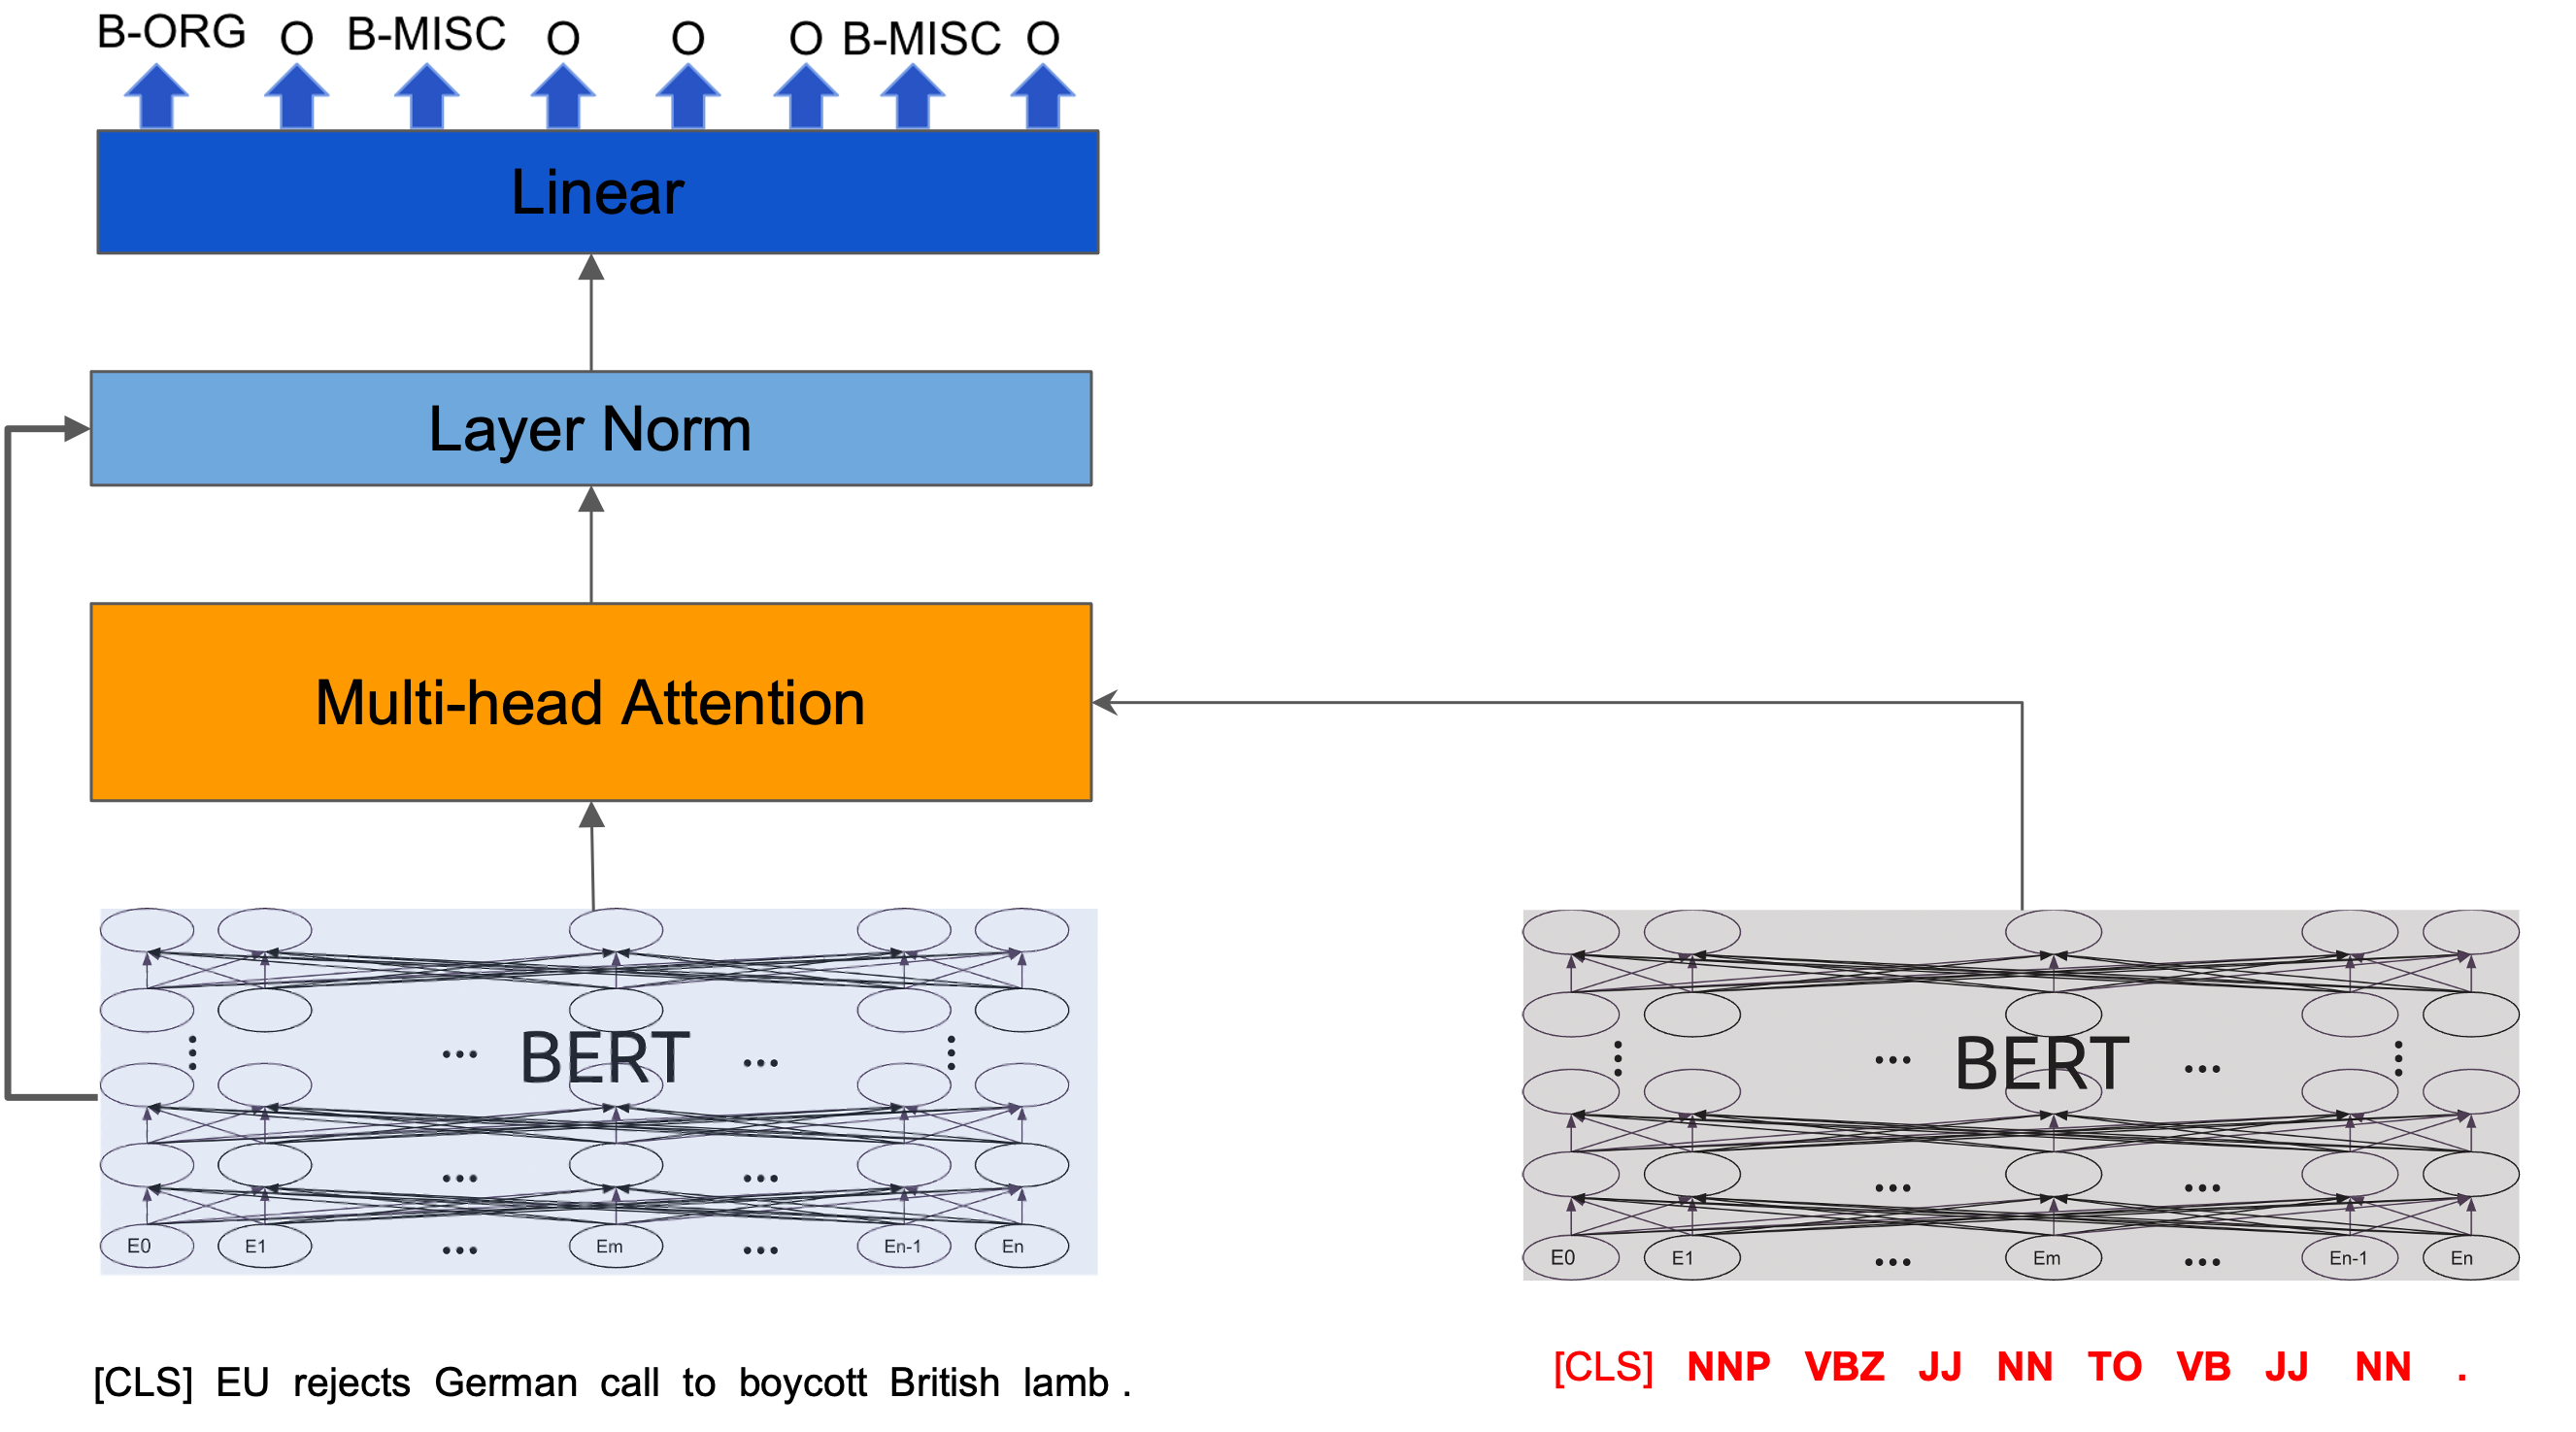 B-ORG O B-MISC O O O B-MISC O
Linear
Layer Norm
Multi-head Attention
... BERT ...
... ...
E0 E1 ... Em ... En-1 En
[CLS] EU rejects German call to boycott British lamb .
... BERT ...
... ...
E0 E1 ... Em ... En-1 En
[CLS] NNP VBZ JJ NN TO VB JJ NN .